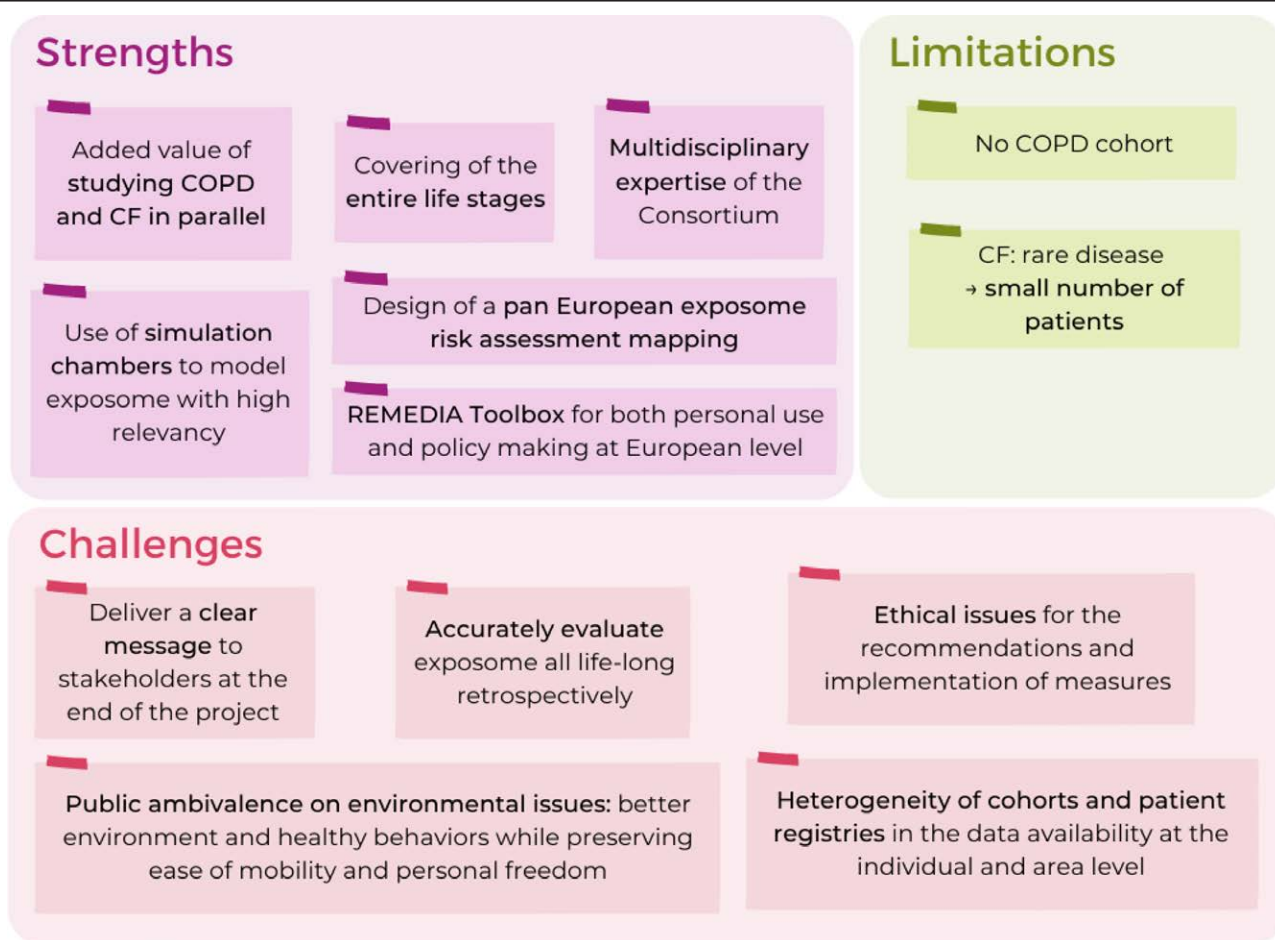 Strengths
Added value of
studying COPD
and CF in parallel
Covering of the
entire life stages
Multidisciplinary
expertise of the
Consortium
Use of simulation
chambers to model
exposome with high
relevancy
Design of a pan European exposome
risk assessment mapping
REMEDIA Toolbox for both personal use
and policy making at European level
Limitations
No COPD cohort
CF: rare disease
→ small number of
patients
Challenges
Deliver a clear
message to
stakeholders at the
end of the project
Accurately evaluate
exposome all life-long
retrospectively
Ethical issues for the
recommendations and
implementation of measures
Public ambivalence on environmental issues: better
environment and healthy behaviors while preserving
ease of mobility and personal freedom
Heterogeneity of cohorts and patient
registries in the data availability at the
individual and area level